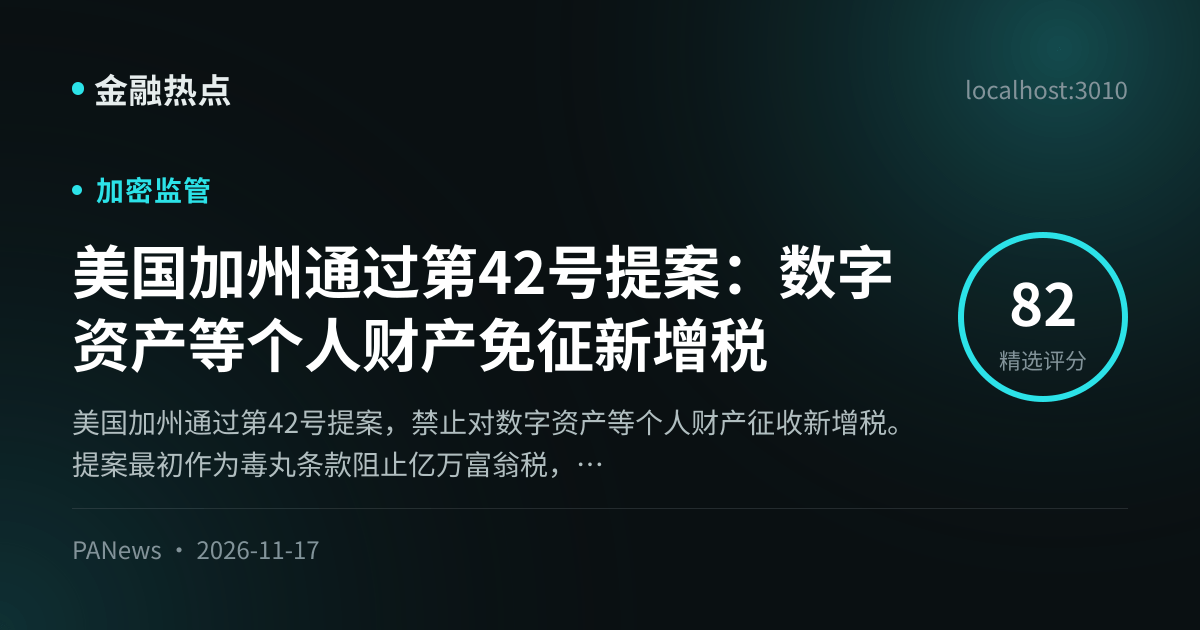 金融热点
localhost:3010
加密监管
美国加州通过第42号提案：数字
资产等个人财产免征新增税
82
精选评分
美国加州通过第42号提案，禁止对数字资产等个人财产征收新增税。
提案最初作为毒丸条款阻止亿万富翁税，…
PANews • 2026-11-17